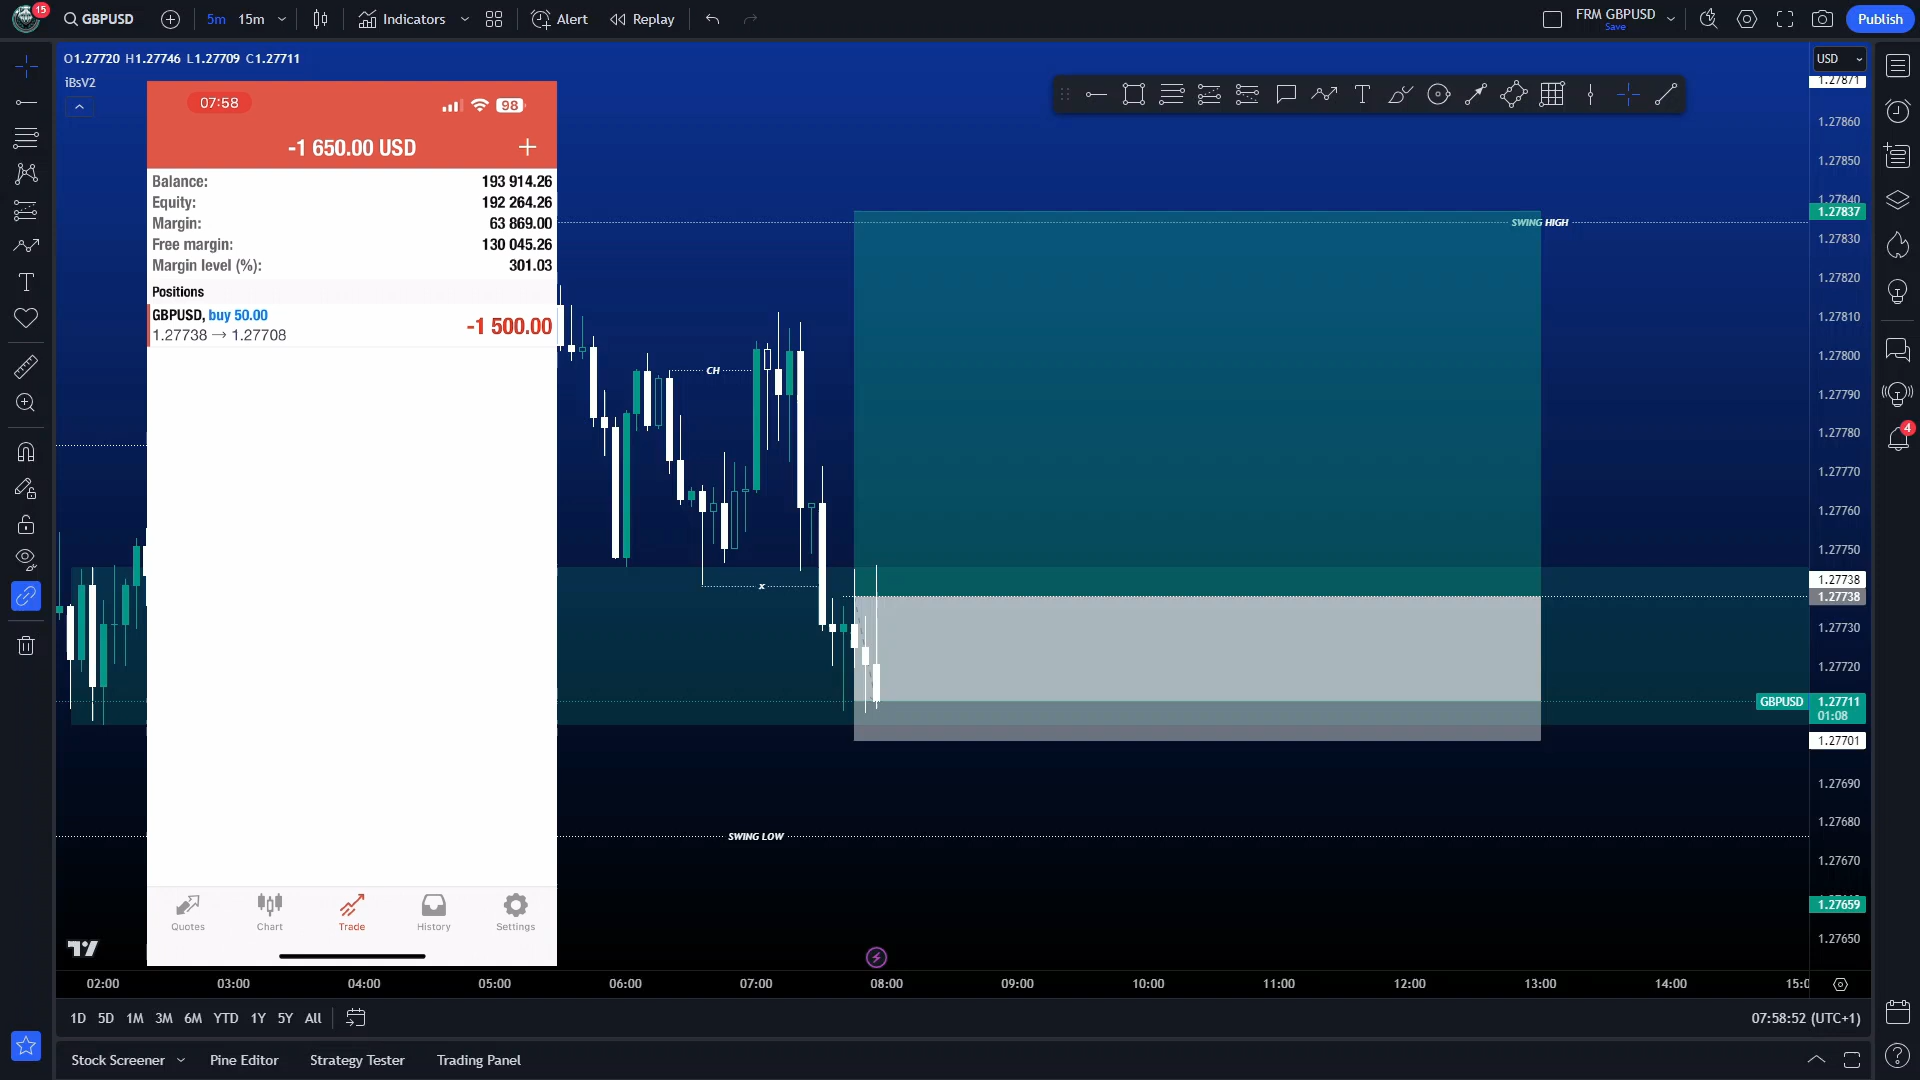 15
GBPUSD
5m 15m
Indicators
Alert
Replay
FRM GBPUSD
Save
Publish
O1.27720 H1.27746 L1.27709 C1.27711
iBsV2
USD
07:58
98
-1 650.00 USD
Balance: 193 914.26
Equity: 192 264.26
Margin: 63 869.00
Free margin: 130 045.26
Margin level (%): 301.03
Positions
GBPUSD, buy 50.00
1.27738 → 1.27708
-1 500.00
Quotes Chart Trade History Settings
CH
x
SWING HIGH
SWING LOW
1.27871
1.27860
1.27850
1.27840
1.27837
1.27830
1.27820
1.27810
1.27800
1.27790
1.27780
1.27770
1.27760
1.27750
1.27738
1.27738
1.27730
1.27720
GBPUSD 1.27711
01:08
1.27701
1.27690
1.27680
1.27670
1.27659
1.27650
4
02:00 03:00 04:00 05:00 06:00 07:00 08:00 09:00 10:00 11:00 12:00 13:00 14:00
1D 5D 1M 3M 6M YTD 1Y 5Y All
07:58:52 (UTC+1)
Stock Screener Pine Editor Strategy Tester Trading Panel